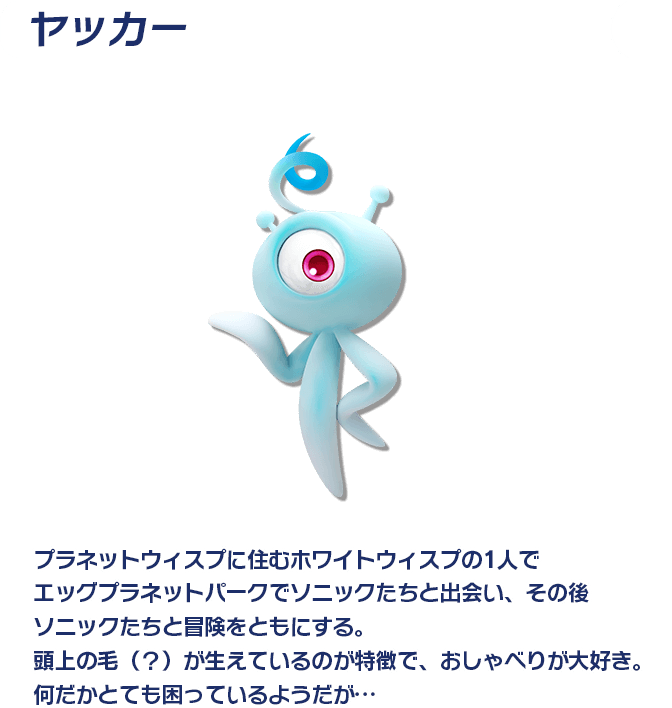 ヤッカー
プラネットウィスプに住むホワイトウィスプの1人で
エッグプラネットパークでソニックたちと出会い、その後
ソニックたちと冒険をともにする。
頭上の毛（？）が生えているのが特徴で、おしゃべりが大好き。
何だかとても困っているようだが…